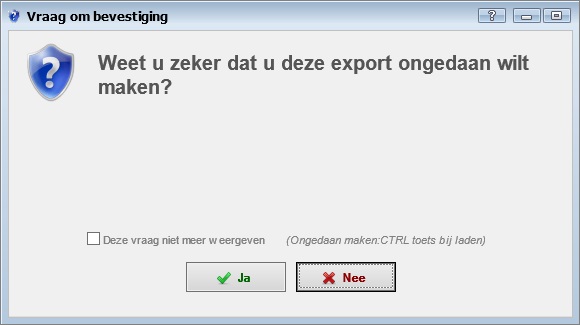 Vraag om bevestiging
?
Weet u zeker dat u deze export ongedaan wilt
maken?
Deze vraag niet meer weergeven (Ongedaan maken:CTRL toets bij laden)
Ja Nee